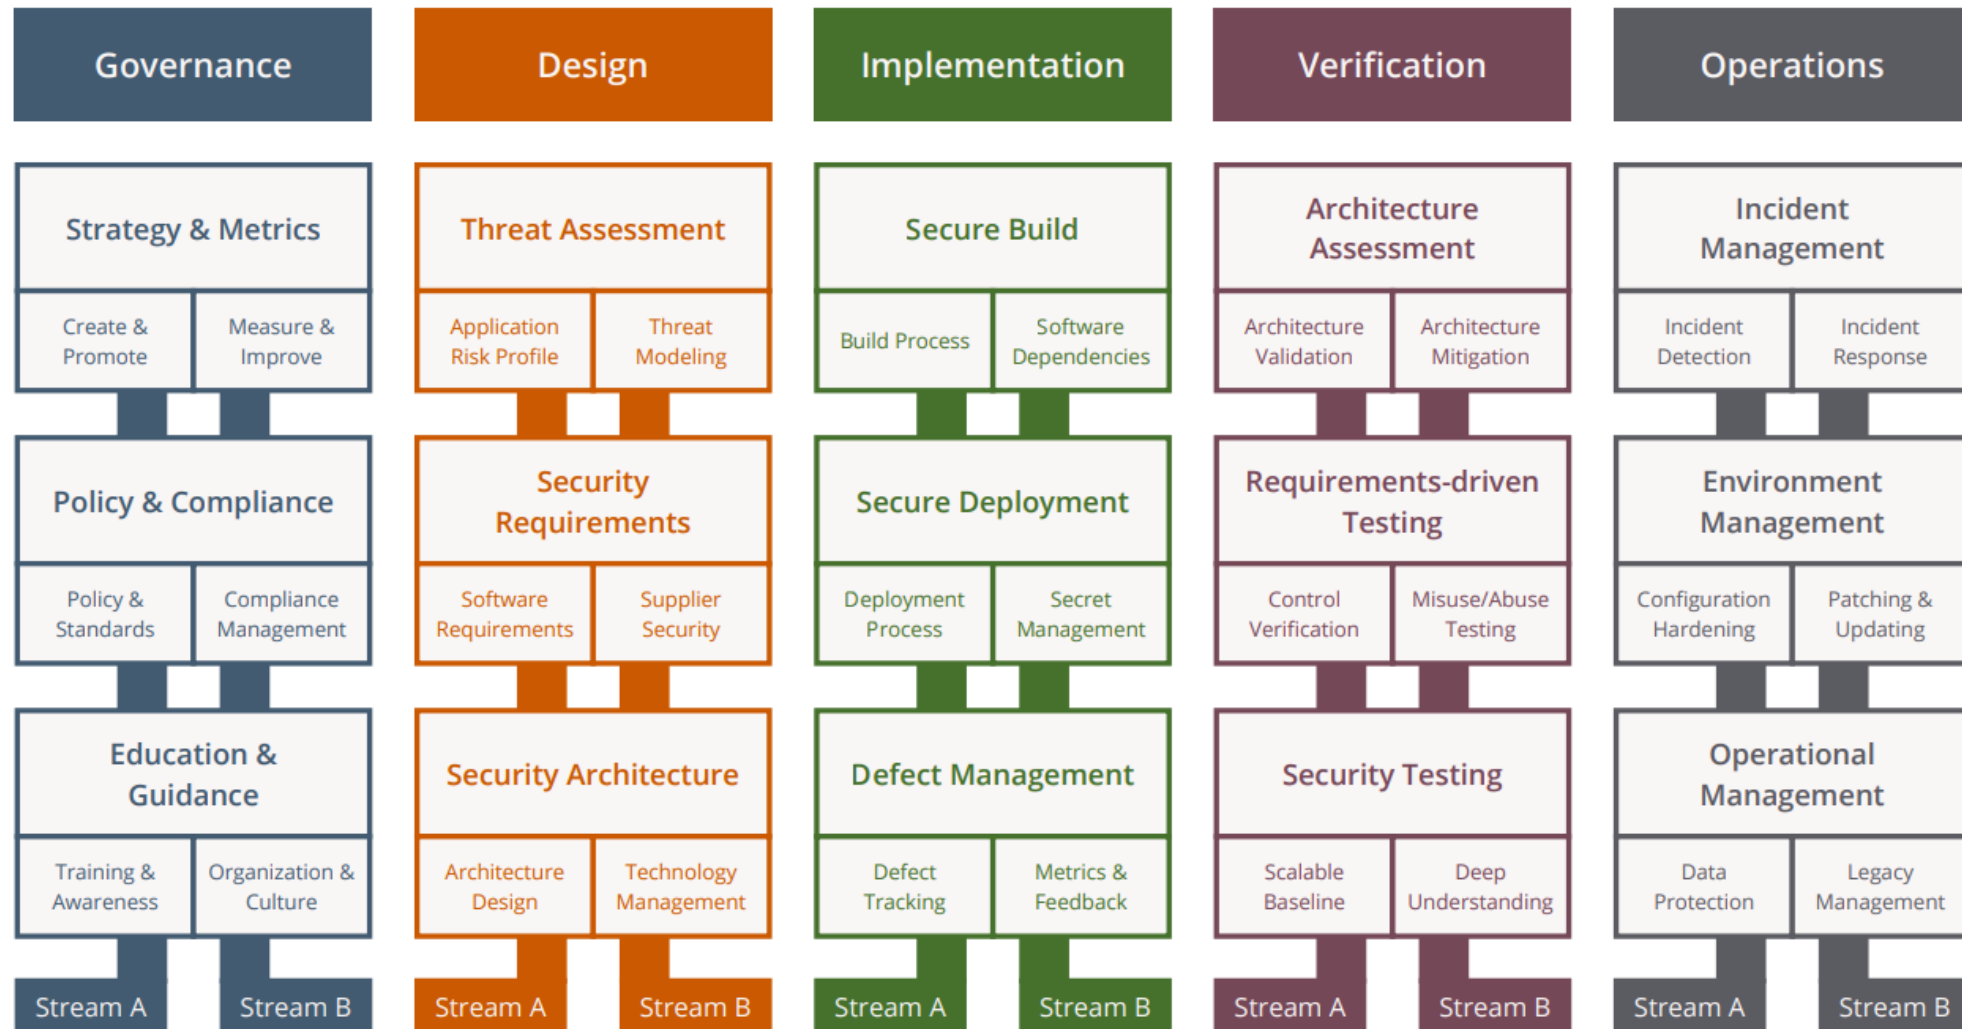 Governance
Strategy & Metrics
Create &
Promote
Measure &
Improve
Policy & Compliance
Policy &
Standards
Compliance
Management
Education &
Guidance
Training &
Awareness
Organization &
Culture
Stream A
Stream B
Design
Threat Assessment
Application
Risk Profile
Threat
Modeling
Security
Requirements
Software
Requirements
Supplier
Security
Security Architecture
Architecture
Design
Technology
Management
Stream A
Stream B
Implementation
Secure Build
Build Process
Software
Dependencies
Secure Deployment
Deployment
Process
Secret
Management
Defect Management
Defect
Tracking
Metrics &
Feedback
Stream A
Stream B
Verification
Architecture
Assessment
Architecture
Validation
Architecture
Mitigation
Requirements-driven
Testing
Control
Verification
Misuse/Abuse
Testing
Security Testing
Scalable
Baseline
Deep
Understanding
Stream A
Stream B
Operations
Incident
Management
Incident
Detection
Incident
Response
Environment
Management
Configuration
Hardening
Patching &
Updating
Operational
Management
Data
Protection
Legacy
Management
Stream A
Stream B